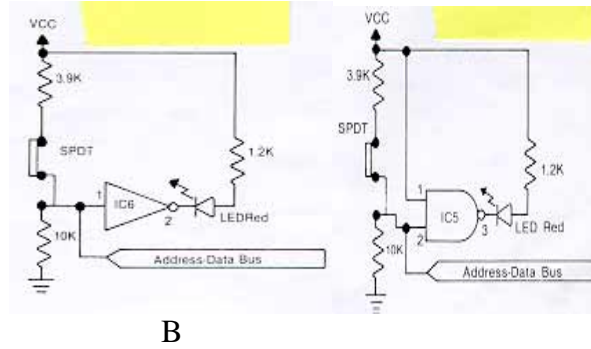 VCC
3.9K
SPDT
1.2K
1
IC6
2
LEDRed
10K
Address-Data Bus
B
VCC
3.9K
SPDT
1.2K
1
IC5
2
3
LED Red
10K
Address-Data Bus